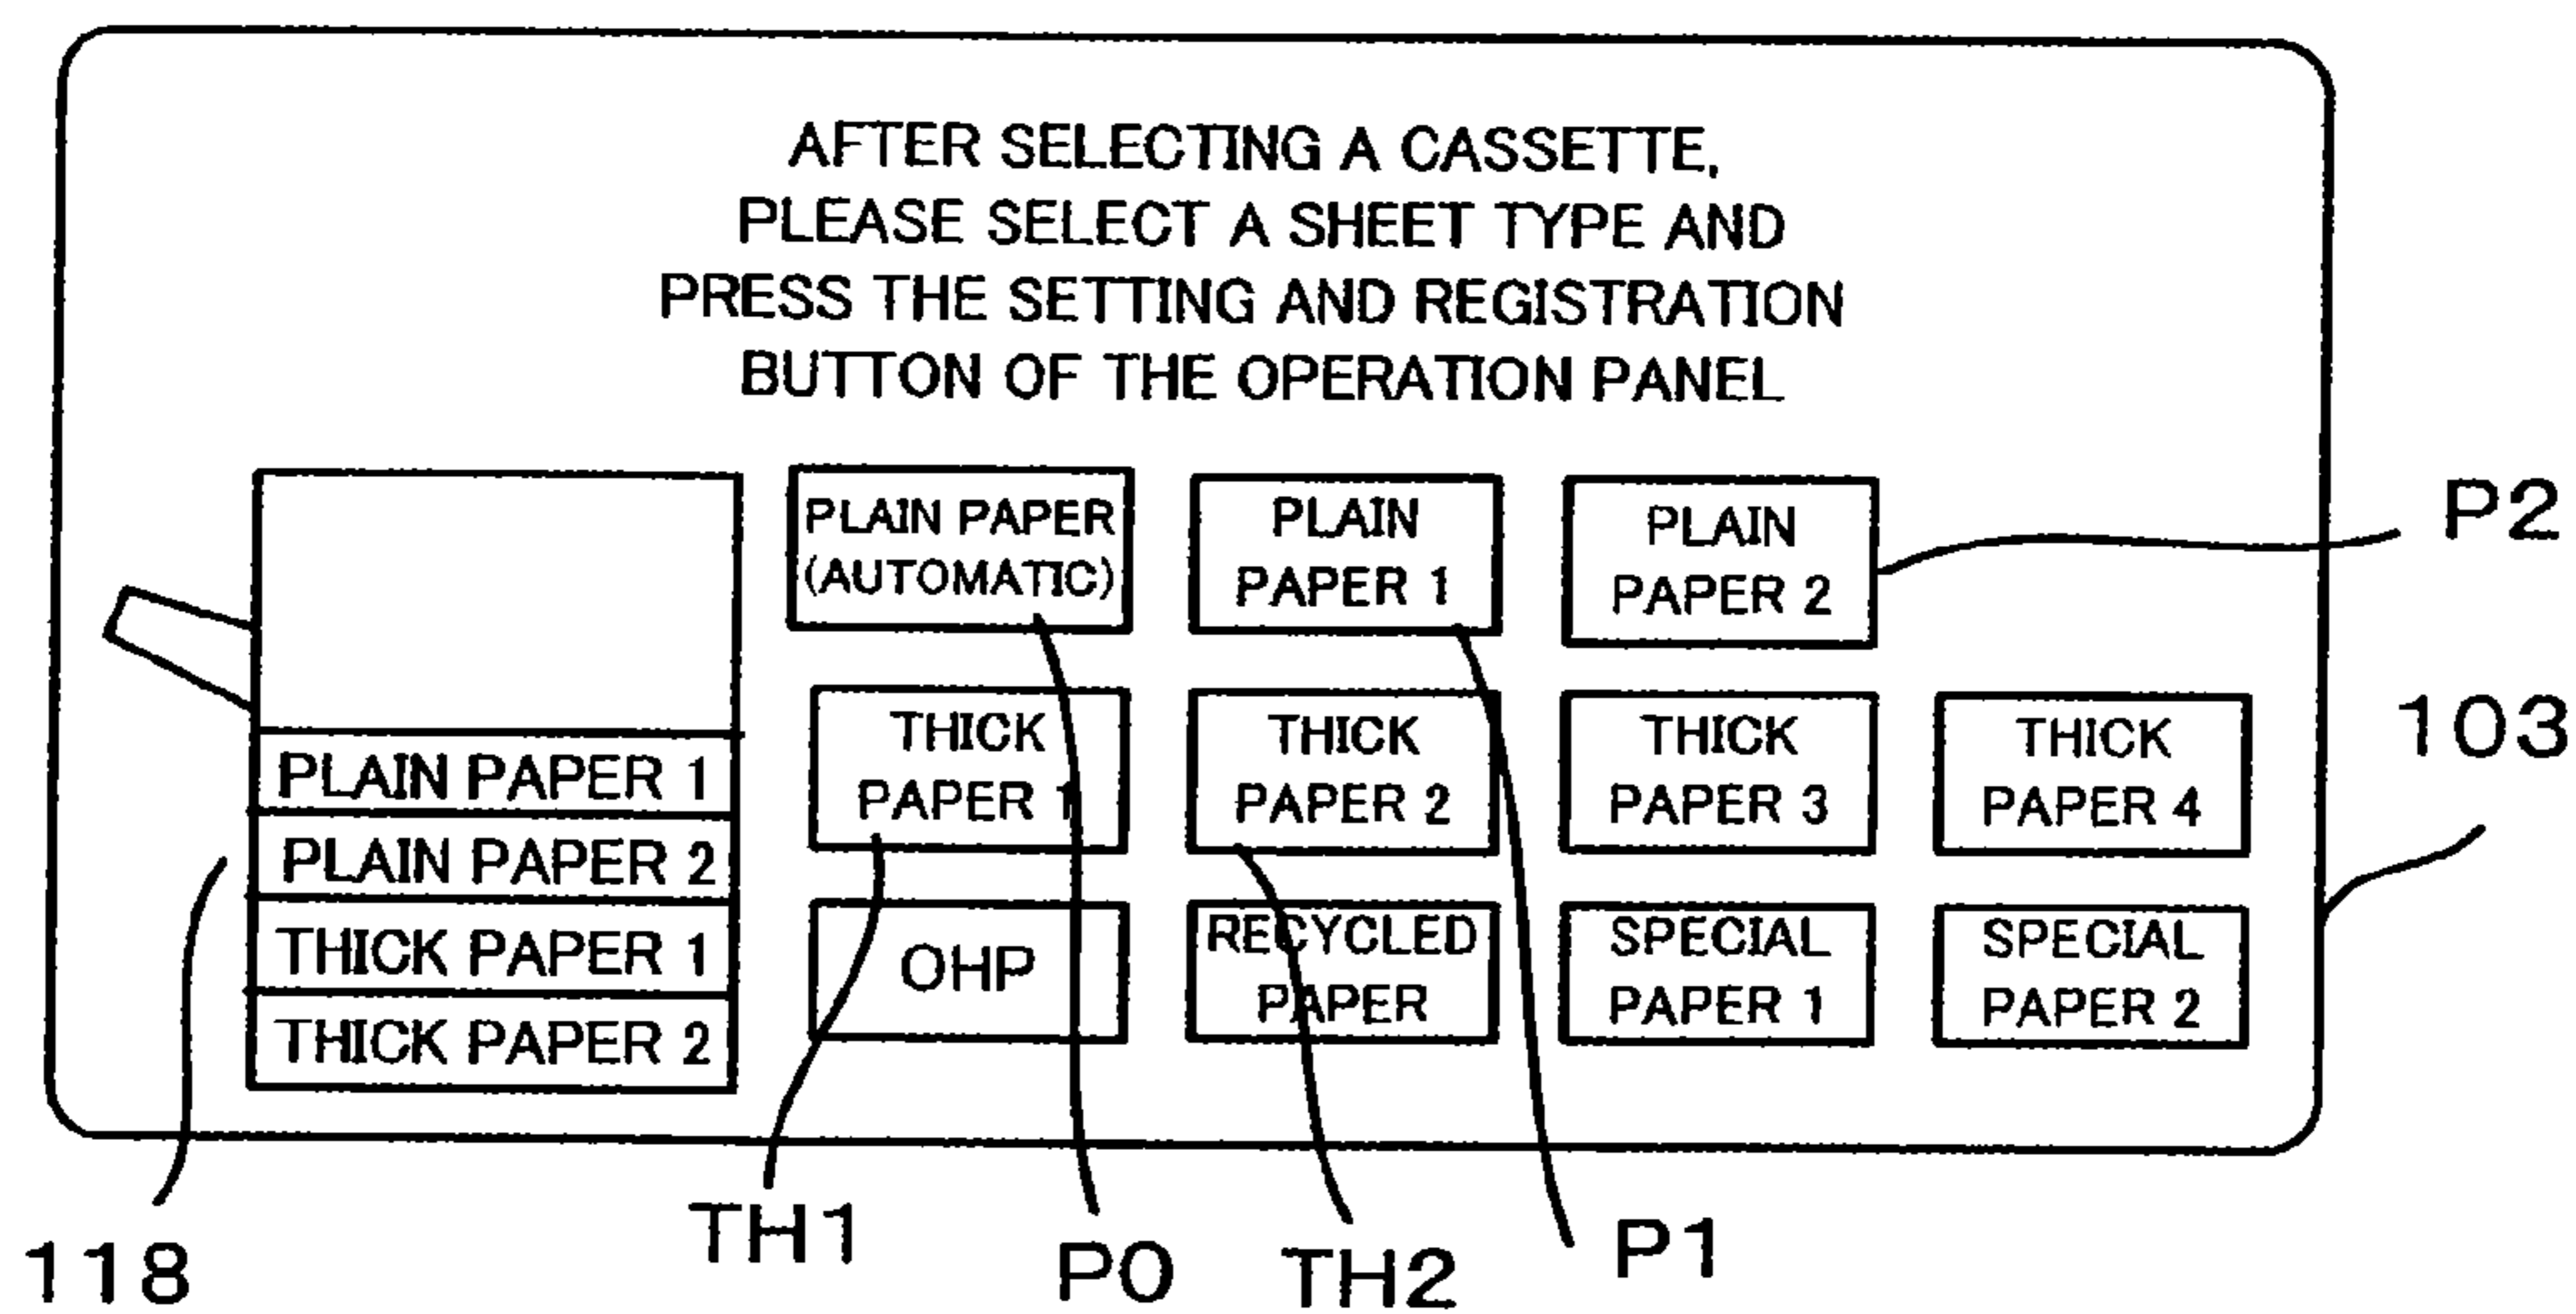 AFTER SELECTING A CASSETTE,
PLEASE SELECT A SHEET TYPE AND
PRESS THE SETTING AND REGISTRATION
BUTTON OF THE OPERATION PANEL
PLAIN PAPER
(AUTOMATIC)
PLAIN
PAPER 1
PLAIN
PAPER 2
P2
THICK
PAPER 1
THICK
PAPER 2
THICK
PAPER 3
THICK
PAPER 4
103
PLAIN PAPER 1
PLAIN PAPER 2
THICK PAPER 1
THICK PAPER 2
OHP
RECYCLED
PAPER
SPECIAL
PAPER 1
SPECIAL
PAPER 2
118
TH1
P0
TH2
P1